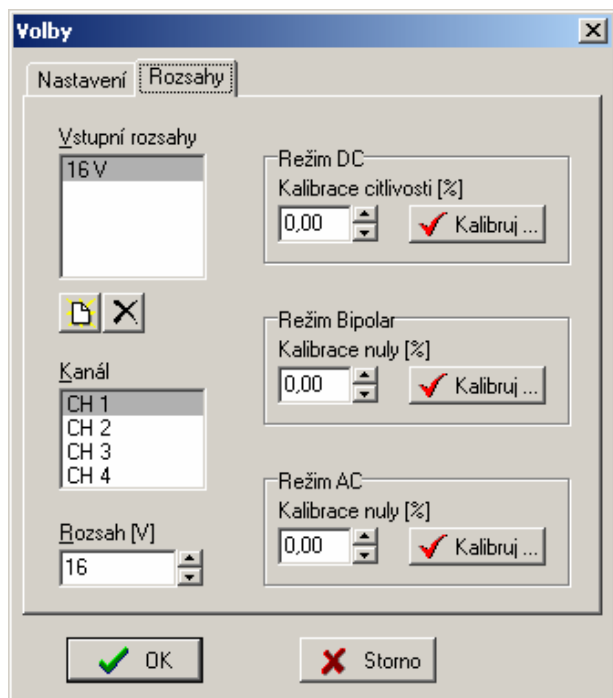 Volby
Nastavení
Rozsahy
Vstupní rozsahy
16 V
Kanál
CH 1
CH 2
CH 3
CH 4
Rozsah [V]
16
Režim DC
Kalibrace citlivosti [%]
0,00
Kalibruj ...
Režim Bipolar
Kalibrace nuly [%]
0,00
Kalibruj ...
Režim AC
Kalibrace nuly [%]
0,00
Kalibruj ...
OK
Storno